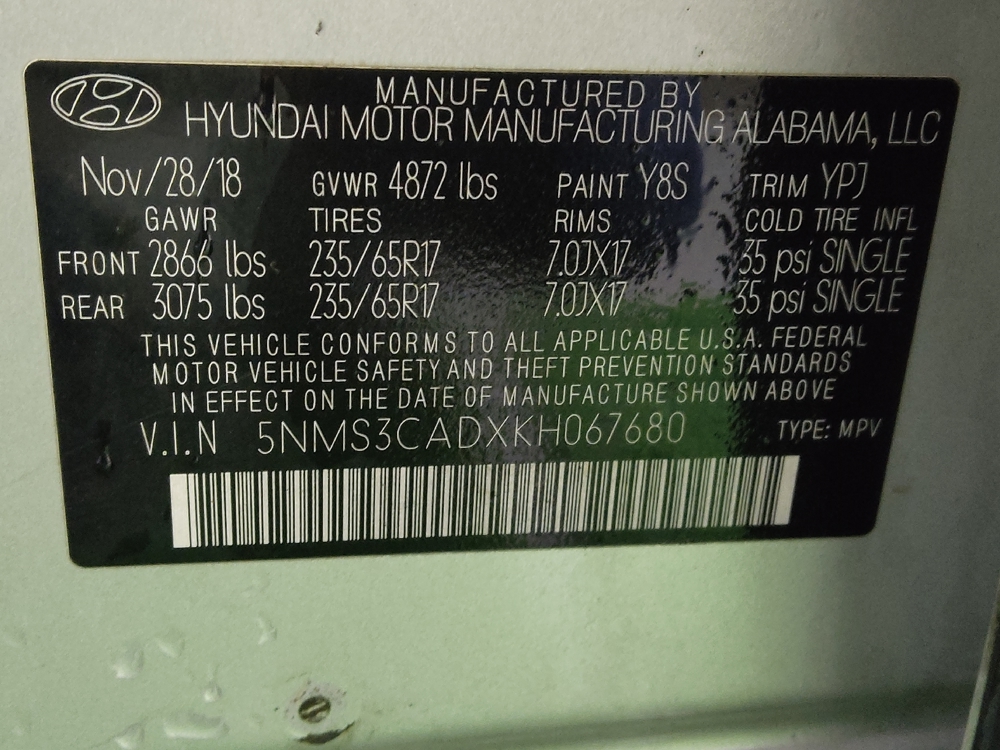 MANUFACTURED BY
HYUNDAI MOTOR MANUFACTURING ALABAMA, LLC
Nov/28/18 GVWR 4872 lbs PAINT Y8S TRIM YPJ
GAWR TIRES RIMS COLD TIRE INFL
FRONT 2866 lbs 235/65R17 7.0JX17 35 psi SINGLE
REAR 3075 lbs 235/65R17 7.0JX17 35 psi SINGLE
THIS VEHICLE CONFORMS TO ALL APPLICABLE U.S.A. FEDERAL
MOTOR VEHICLE SAFETY AND THEFT PREVENTION STANDARDS
IN EFFECT ON THE DATE OF MANUFACTURE SHOWN ABOVE
V.I.N 5NMS3CADXKH067680 TYPE: MPV